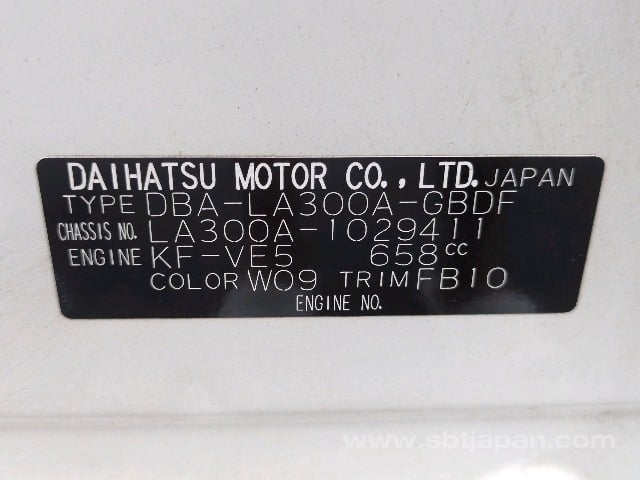 DAIHATSU MOTOR CO., LTD. JAPAN
TYPE DBA-LA300A-GBDF
CHASSIS NO. LA300A-1029411
ENGINE KF-VE5 658cc
COLOR W09 TRIM FB10
ENGINE NO.
www.sbtjapan.com